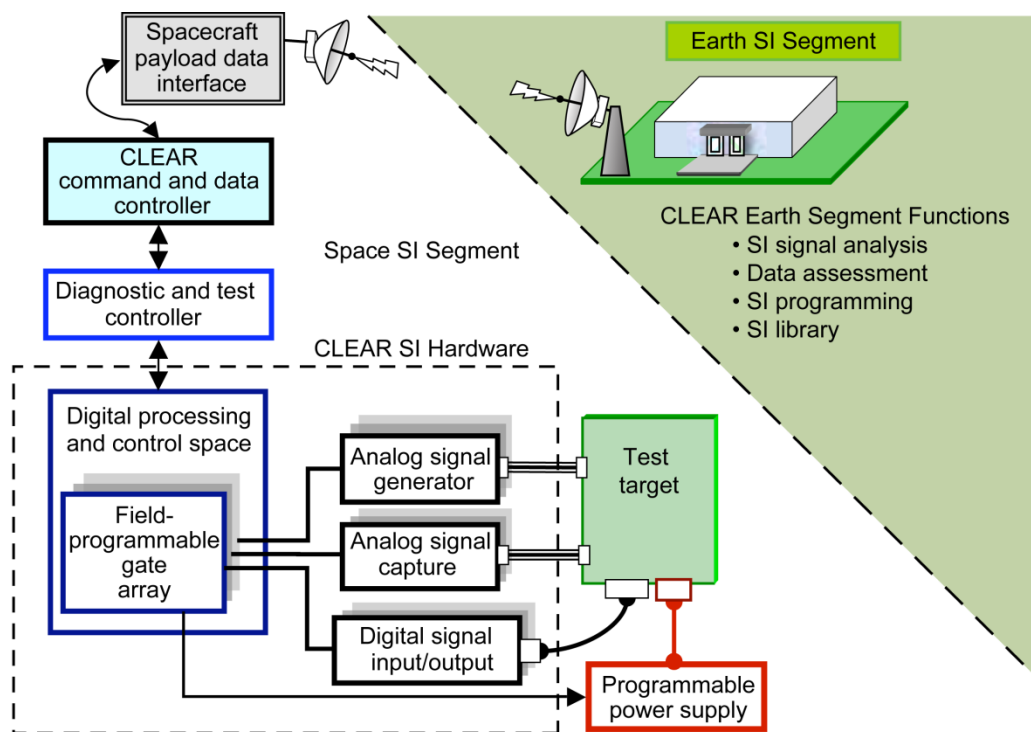 Spacecraft
payload data
interface
Earth SI Segment
CLEAR
command and data
controller
CLEAR Earth Segment Functions
• SI signal analysis
• Data assessment
• SI programming
• SI library
Space SI Segment
Diagnostic and test
controller
CLEAR SI Hardware
Digital processing
and control space
Field-
programmable
gate
array
Analog signal
generator
Analog signal
capture
Digital signal
input/output
Test
target
Programmable
power supply